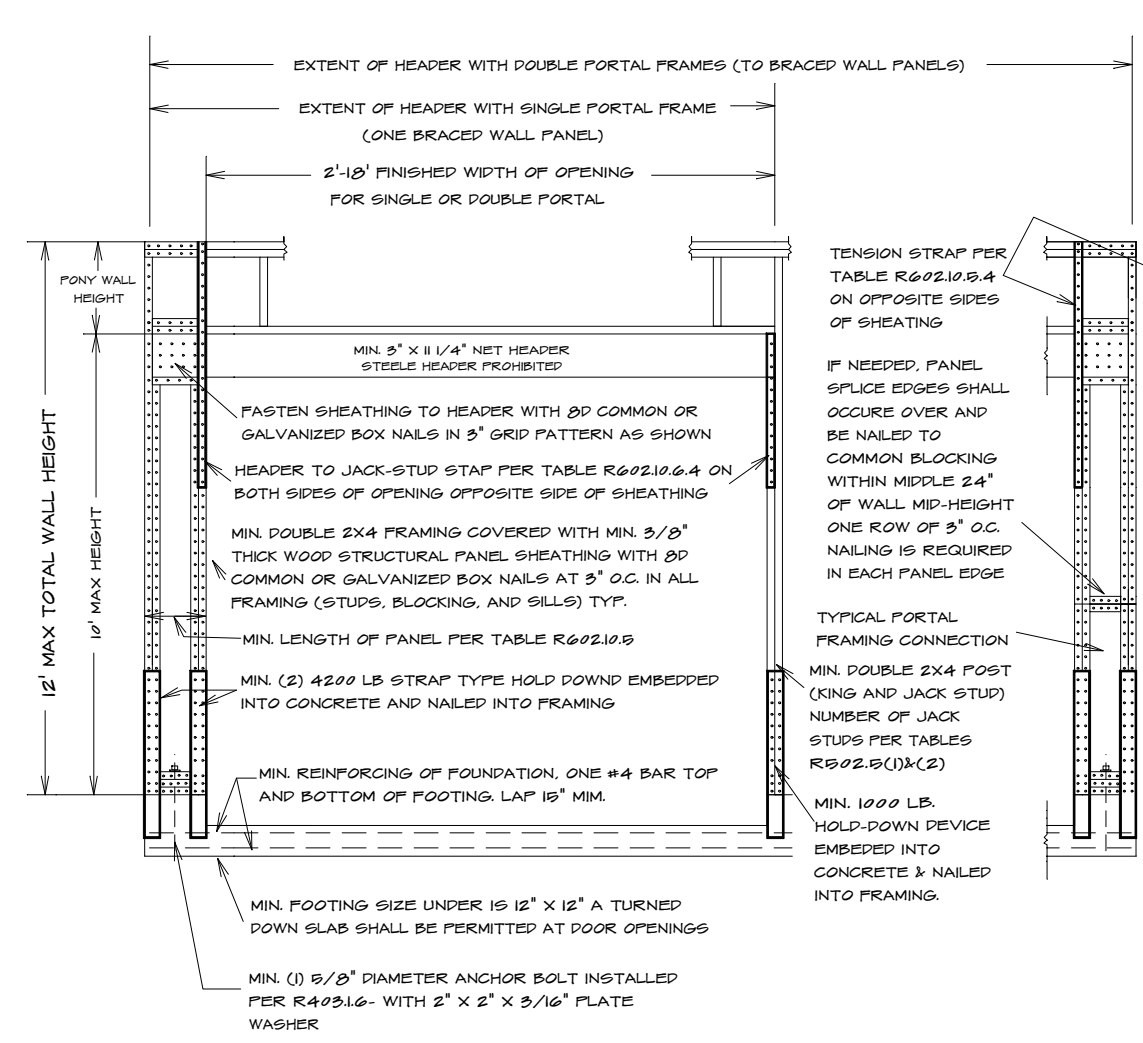 EXTENT OF HEADER WITH DOUBLE PORTAL FRAMES (TO BRACED WALL PANELS)
EXTENT OF HEADER WITH SINGLE PORTAL FRAME
(ONE BRACED WALL PANEL)
2'-18' FINISHED WIDTH OF OPENING
FOR SINGLE OR DOUBLE PORTAL
PONY WALL
HEIGHT
12' MAX TOTAL WALL HEIGHT
10' MAX HEIGHT
MIN. 3" X 11 1/4" NET HEADER
STEELE HEADER PROHIBITED
FASTEN SHEATHING TO HEADER WITH 8D COMMON OR
GALVANIZED BOX NAILS IN 3" GRID PATTERN AS SHOWN
HEADER TO JACK-STUD STAP PER TABLE R602.10.6.4 ON
BOTH SIDES OF OPENING OPPOSITE SIDE OF SHEATHING
MIN. DOUBLE 2X4 FRAMING COVERED WITH MIN. 3/8"
THICK WOOD STRUCTURAL PANEL SHEATHING WITH 8D
COMMON OR GALVANIZED BOX NAILS AT 3" O.C. IN ALL
FRAMING (STUDS, BLOCKING, AND SILLS) TYP.
MIN. LENGTH OF PANEL PER TABLE R602.10.5
MIN. (2) 4200 LB STRAP TYPE HOLD DOWND EMBEDDED
INTO CONCRETE AND NAILED INTO FRAMING
MIN. REINFORCING OF FOUNDATION, ONE #4 BAR TOP
AND BOTTOM OF FOOTING. LAP 15" MIM.
MIN. FOOTING SIZE UNDER IS 12" X 12" A TURNED
DOWN SLAB SHALL BE PERMITTED AT DOOR OPENINGS
MIN. (1) 5/8" DIAMETER ANCHOR BOLT INSTALLED
PER R403.1.6- WITH 2" X 2" X 3/16" PLATE
WASHER
TENSION STRAP PER
TABLE R602.10.5.4
ON OPPOSITE SIDES
OF SHEATING
IF NEEDED, PANEL
SPLICE EDGES SHALL
OCCURE OVER AND
BE NAILED TO
COMMON BLOCKING
WITHIN MIDDLE 24"
OF WALL MID-HEIGHT
ONE ROW OF 3" O.C.
NAILING IS REQUIRED
IN EACH PANEL EDGE
TYPICAL PORTAL
FRAMING CONNECTION
MIN. DOUBLE 2X4 POST
(KING AND JACK STUD)
NUMBER OF JACK
STUDS PER TABLES
R502.5(1)&(2)
MIN. 1000 LB.
HOLD-DOWN DEVICE
EMBEDED INTO
CONCRETE & NAILED
INTO FRAMING.